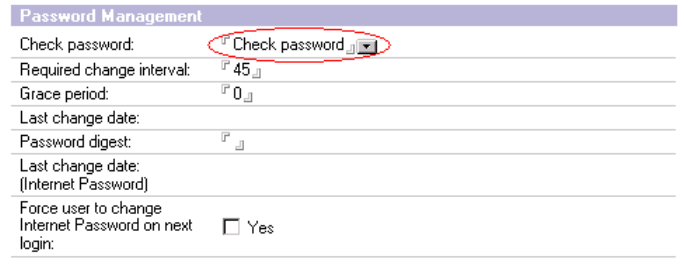 Password Management
Check password: Check password
Required change interval: 45
Grace period: 0
Last change date:
Password digest:
Last change date:
(Internet Password)
Force user to change
Internet Password on next Yes
login: